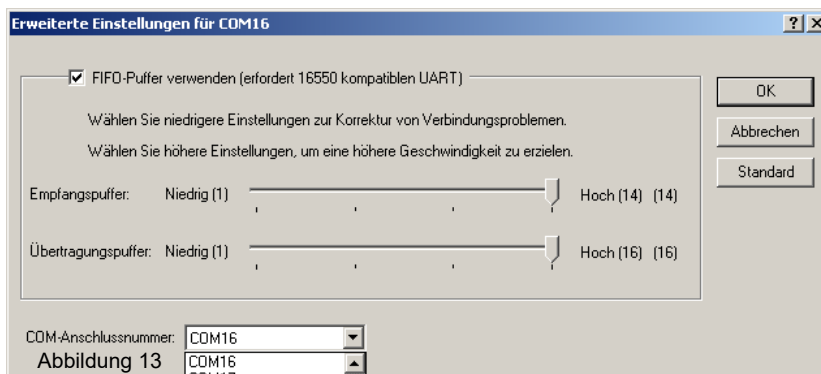 Erweiterte Einstellungen für COM16
FIFO-Puffer verwenden (erfordert 16550 kompatiblen UART)
OK
Wählen Sie niedrigere Einstellungen zur Korrektur von Verbindungsproblemen.
Abbrechen
Wählen Sie höhere Einstellungen, um eine höhere Geschwindigkeit zu erzielen.
Standard
Empfangspuffer: Niedrig (1) Hoch (14) (14)
Übertragungspuffer: Niedrig (1) Hoch (16) (16)
COM-Anschlussnummer: COM16
Abbildung 13 COM16